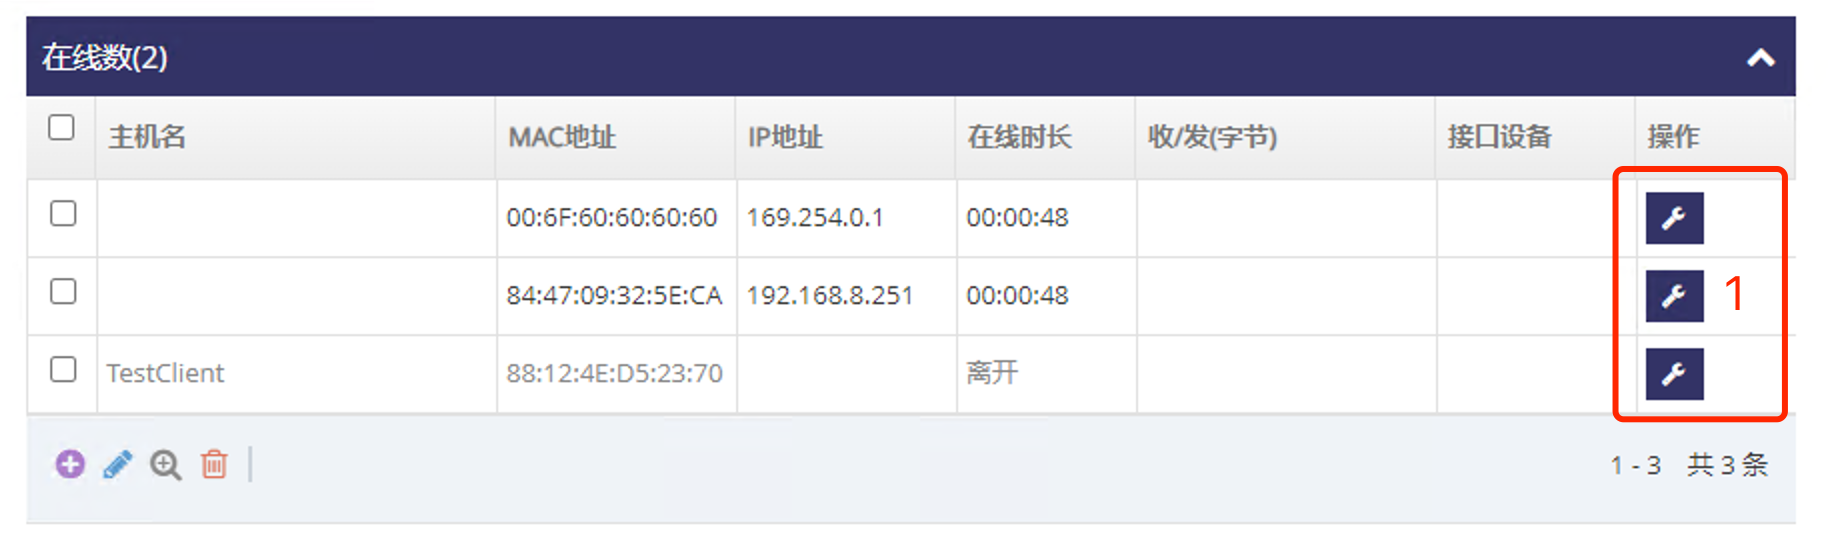 在线数(2)
主机名 MAC地址 IP地址 在线时长 收/发(字节) 接口设备 操作
00:6F:60:60:60:60 169.254.0.1 00:00:48
84:47:09:32:5E:CA 192.168.8.251 00:00:48 1
TestClient 88:12:4E:D5:23:70 离开
1 - 3 共 3 条